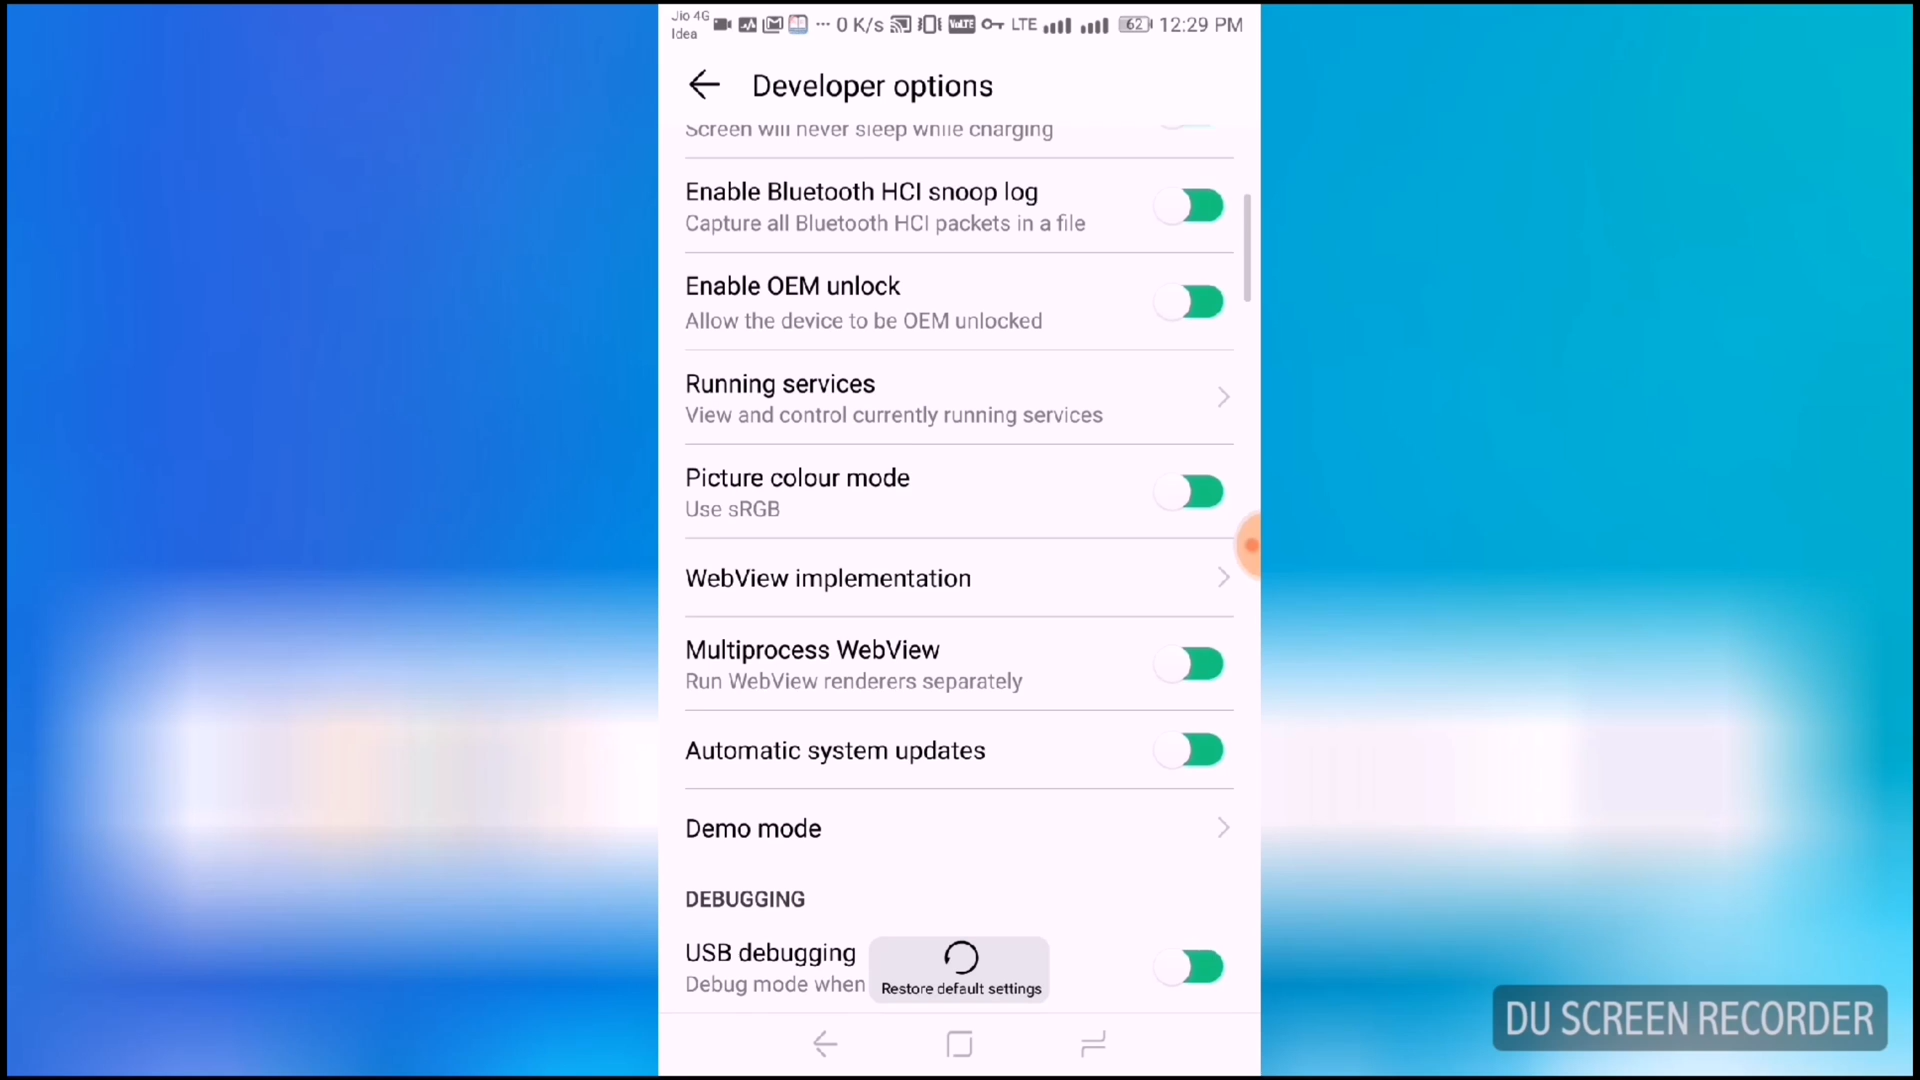 Jio 4G
Idea
... 0 K/s VoLTE LTE 62 12:29 PM
Developer options
Screen will never sleep while charging
Enable Bluetooth HCI snoop log
Capture all Bluetooth HCI packets in a file
Enable OEM unlock
Allow the device to be OEM unlocked
Running services
View and control currently running services
Picture colour mode
Use sRGB
WebView implementation
Multiprocess WebView
Run WebView renderers separately
Automatic system updates
Demo mode
DEBUGGING
USB debugging
Debug mode when
Restore default settings
DU SCREEN RECORDER